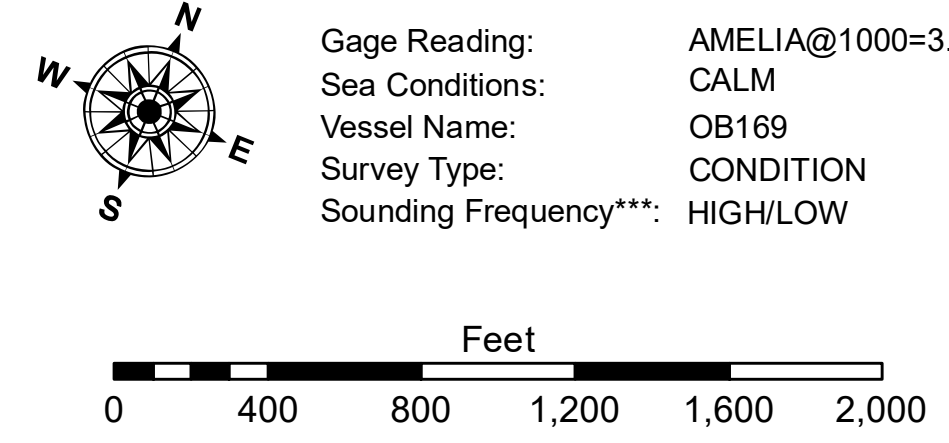 N
W
E
S
Gage Reading: AMELIA@1000=3.
Sea Conditions: CALM
Vessel Name: OB169
Survey Type: CONDITION
Sounding Frequency***: HIGH/LOW
Feet
0 400 800 1,200 1,600 2,000